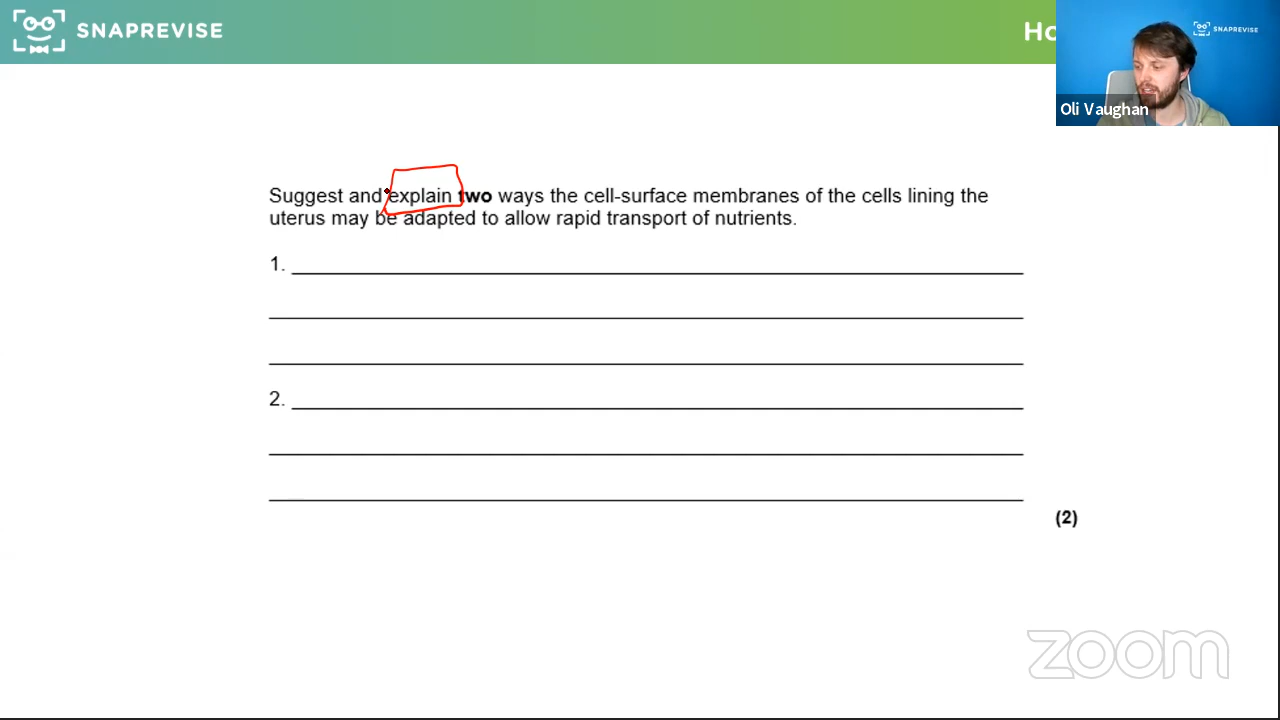 SNAPREVISE
Ho
SNAPREVISE
Oli Vaughan
Suggest and explain two ways the cell-surface membranes of the cells lining the
uterus may be adapted to allow rapid transport of nutrients.
1.
2.
(2)
zoom